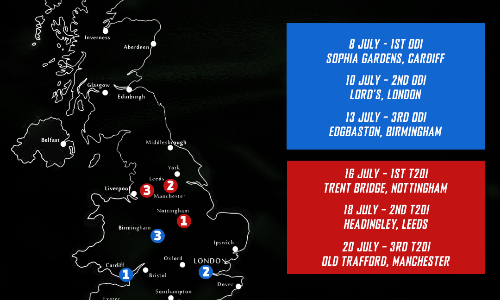 Inverness
Aberdeen
Glasgow
Edinburgh
Belfast
Middlesbrough
York
Leeds
Liverpool
3
2
Manchester
Nottingham
1
Birmingham
3
Ipswich
Oxford
LONDON
Cardiff
1
Bristol
2
Dover
Southampton
Exeter
8 JULY - 1ST ODI
SOPHIA GARDENS, CARDIFF
10 JULY - 2ND ODI
LORD'S, LONDON
13 JULY - 3RD ODI
EDGBASTON, BIRMINGHAM
16 JULY - 1ST T20I
TRENT BRIDGE, NOTTINGHAM
18 JULY - 2ND T20I
HEADINGLEY, LEEDS
20 JULY - 3RD T20I
OLD TRAFFORD, MANCHESTER